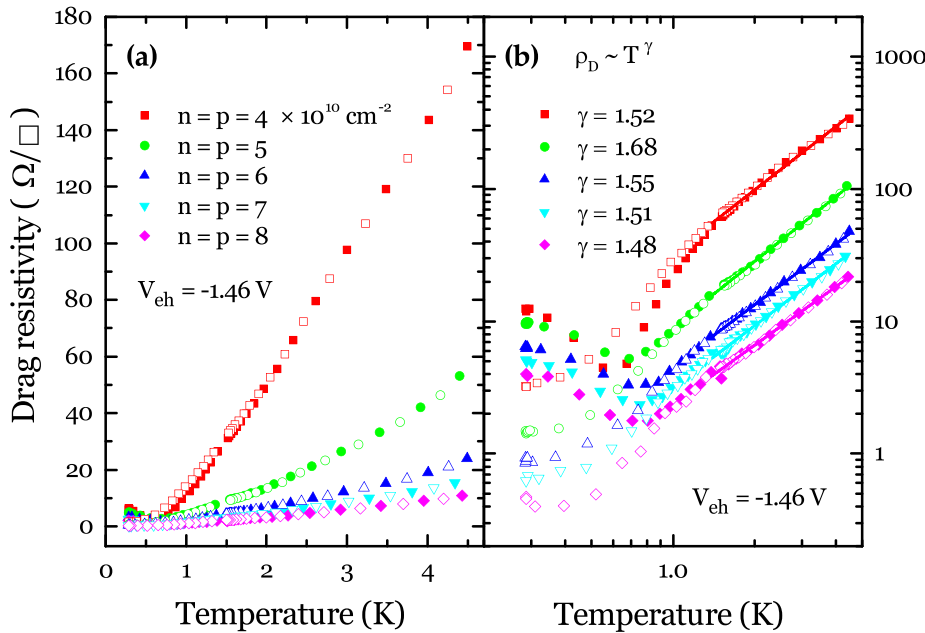 180
160
140
120
100
80
60
40
20
0
Drag resistivity ( Ω/□ )
(a)
n = p = 4 × 10¹⁰ cm⁻²
n = p = 5
n = p = 6
n = p = 7
n = p = 8
V_eh = -1.46 V
0 1 2 3 4
Temperature (K)
(b)
ρ_D ~ T^γ
γ = 1.52
γ = 1.68
γ = 1.55
γ = 1.51
γ = 1.48
V_eh = -1.46 V
1000
100
10
1
1.0
Temperature (K)